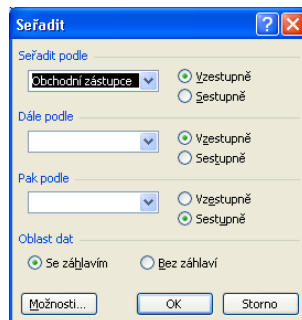 Seřadit
Seřadit podle
Obchodní zástupce
Vzestupně
Sestupně
Dále podle
Vzestupně
Sestupně
Pak podle
Vzestupně
Sestupně
Oblast dat
Se záhlavím Bez záhlaví
Možnosti... OK Storno